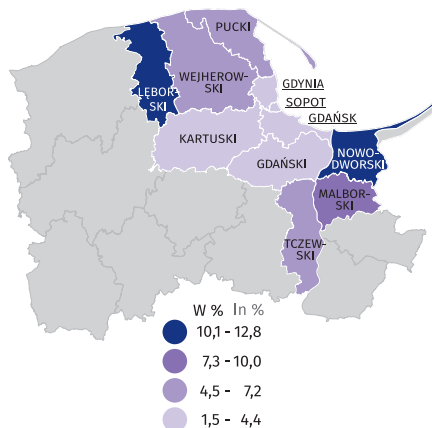 PUCKI
LĘBOR-
SKI
WEJHEROW-
SKI
GDYNIA
SOPOT
GDAŃSK
KARTUSKI
GDAŃSKI
NOWO-
DWORSKI
MALBOR-
SKI
TCZEW-
SKI
W % In %
10,1 - 12,8
7,3 - 10,0
4,5 - 7,2
1,5 - 4,4